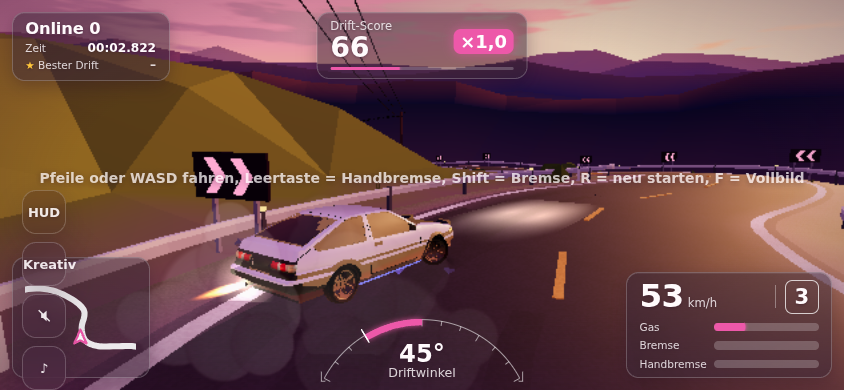 Online 0
Zeit 00:02.822
★ Bester Drift –
Drift-Score
66 ×1,0
Pfeile oder WASD fahren, Leertaste = Handbremse, Shift = Bremse, R = neu starten, F = Vollbild
HUD
Kreativ
45°
Driftwinkel
53 km/h 3
Gas
Bremse
Handbremse